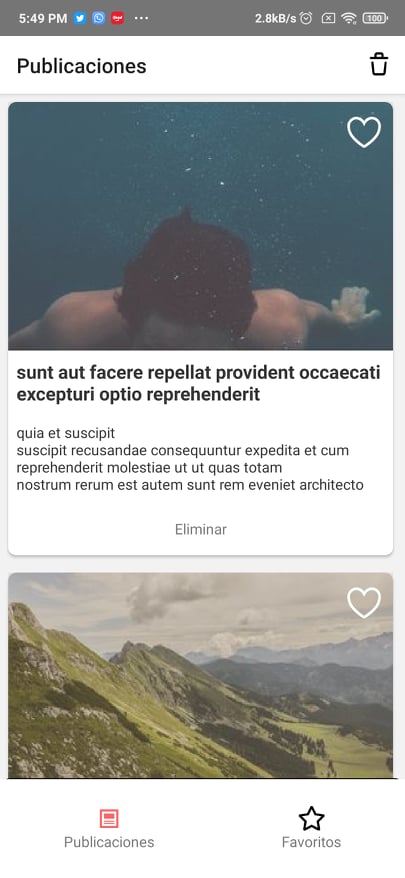 5:49 PM ... 2.8kB/s 100
Publicaciones
sunt aut facere repellat provident occaecati
excepturi optio reprehenderit
quia et suscipit
suscipit recusandae consequuntur expedita et cum
reprehenderit molestiae ut ut quas totam
nostrum rerum est autem sunt rem eveniet architecto
Eliminar
Publicaciones Favoritos